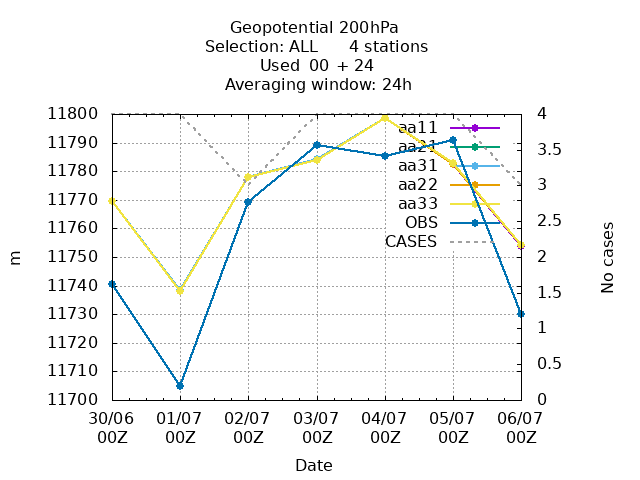 Geopotential 200hPa
Selection: ALL 4 stations
Used 00 + 24
Averaging window: 24h
11800
11790
11780
11770
11760
11750
11740
11730
11720
11710
11700
m
4
3.5
3
2.5
2
1.5
1
0.5
0
No cases
aa11
aa21
aa31
aa22
aa33
OBS
CASES
30/06 01/07 02/07 03/07 04/07 05/07 06/07
00Z 00Z 00Z 00Z 00Z 00Z 00Z
Date